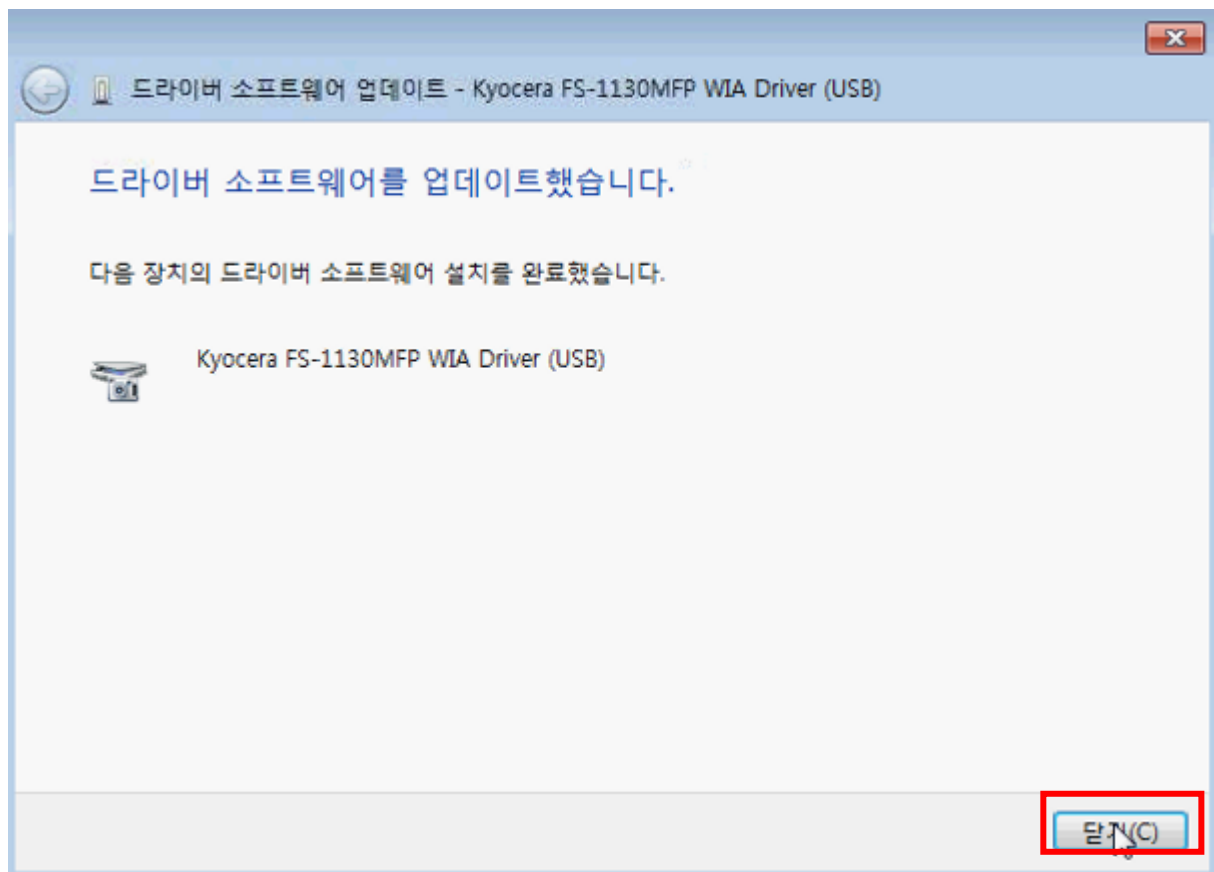 드라이버 소프트웨어 업데이트 - Kyocera FS-1130MFP WIA Driver (USB)
드라이버 소프트웨어를 업데이트했습니다.
다음 장치의 드라이버 소프트웨어 설치를 완료했습니다.
Kyocera FS-1130MFP WIA Driver (USB)
닫기(C)